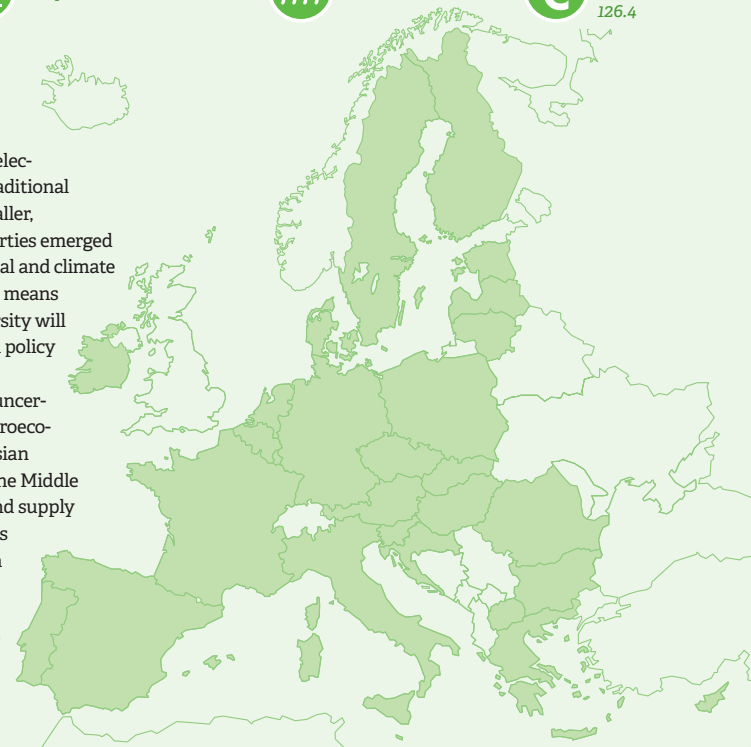 126.4
elec-
aditional
aller,
rties emerged
al and climate
means
rsity will
policy
uncer-
roeco-
sian
he Middle
nd supply
s